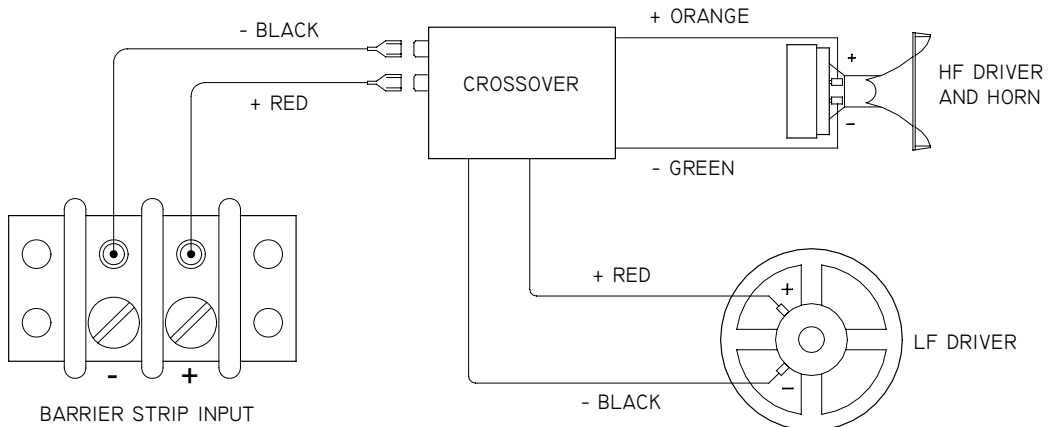 + ORANGE
- BLACK
+ RED
CROSSOVER
+
-
HF DRIVER
AND HORN
- GREEN
+ RED
+
-
LF DRIVER
- BLACK
- +
BARRIER STRIP INPUT